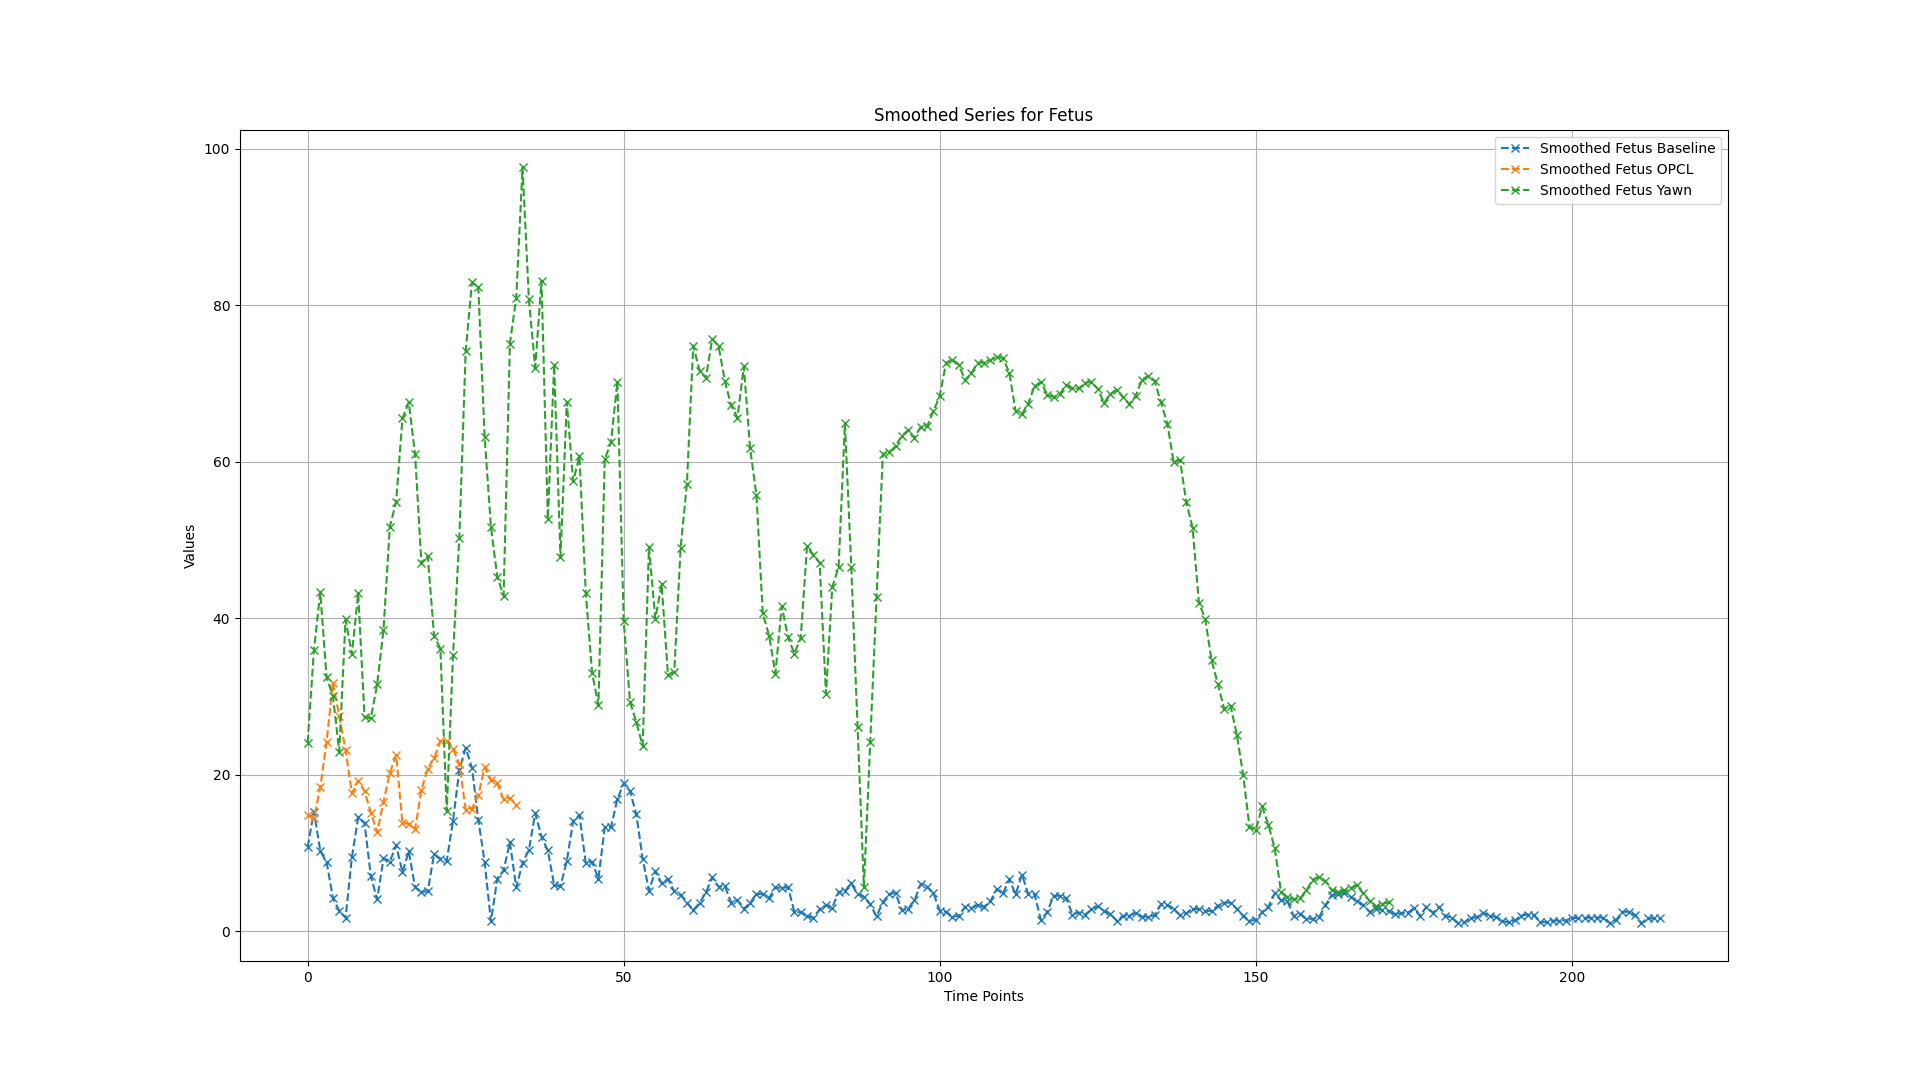 Smoothed Series for Fetus
Smoothed Fetus Baseline
Smoothed Fetus OPCL
Smoothed Fetus Yawn
Values
100
80
60
40
20
0
0 50 100 150 200
Time Points